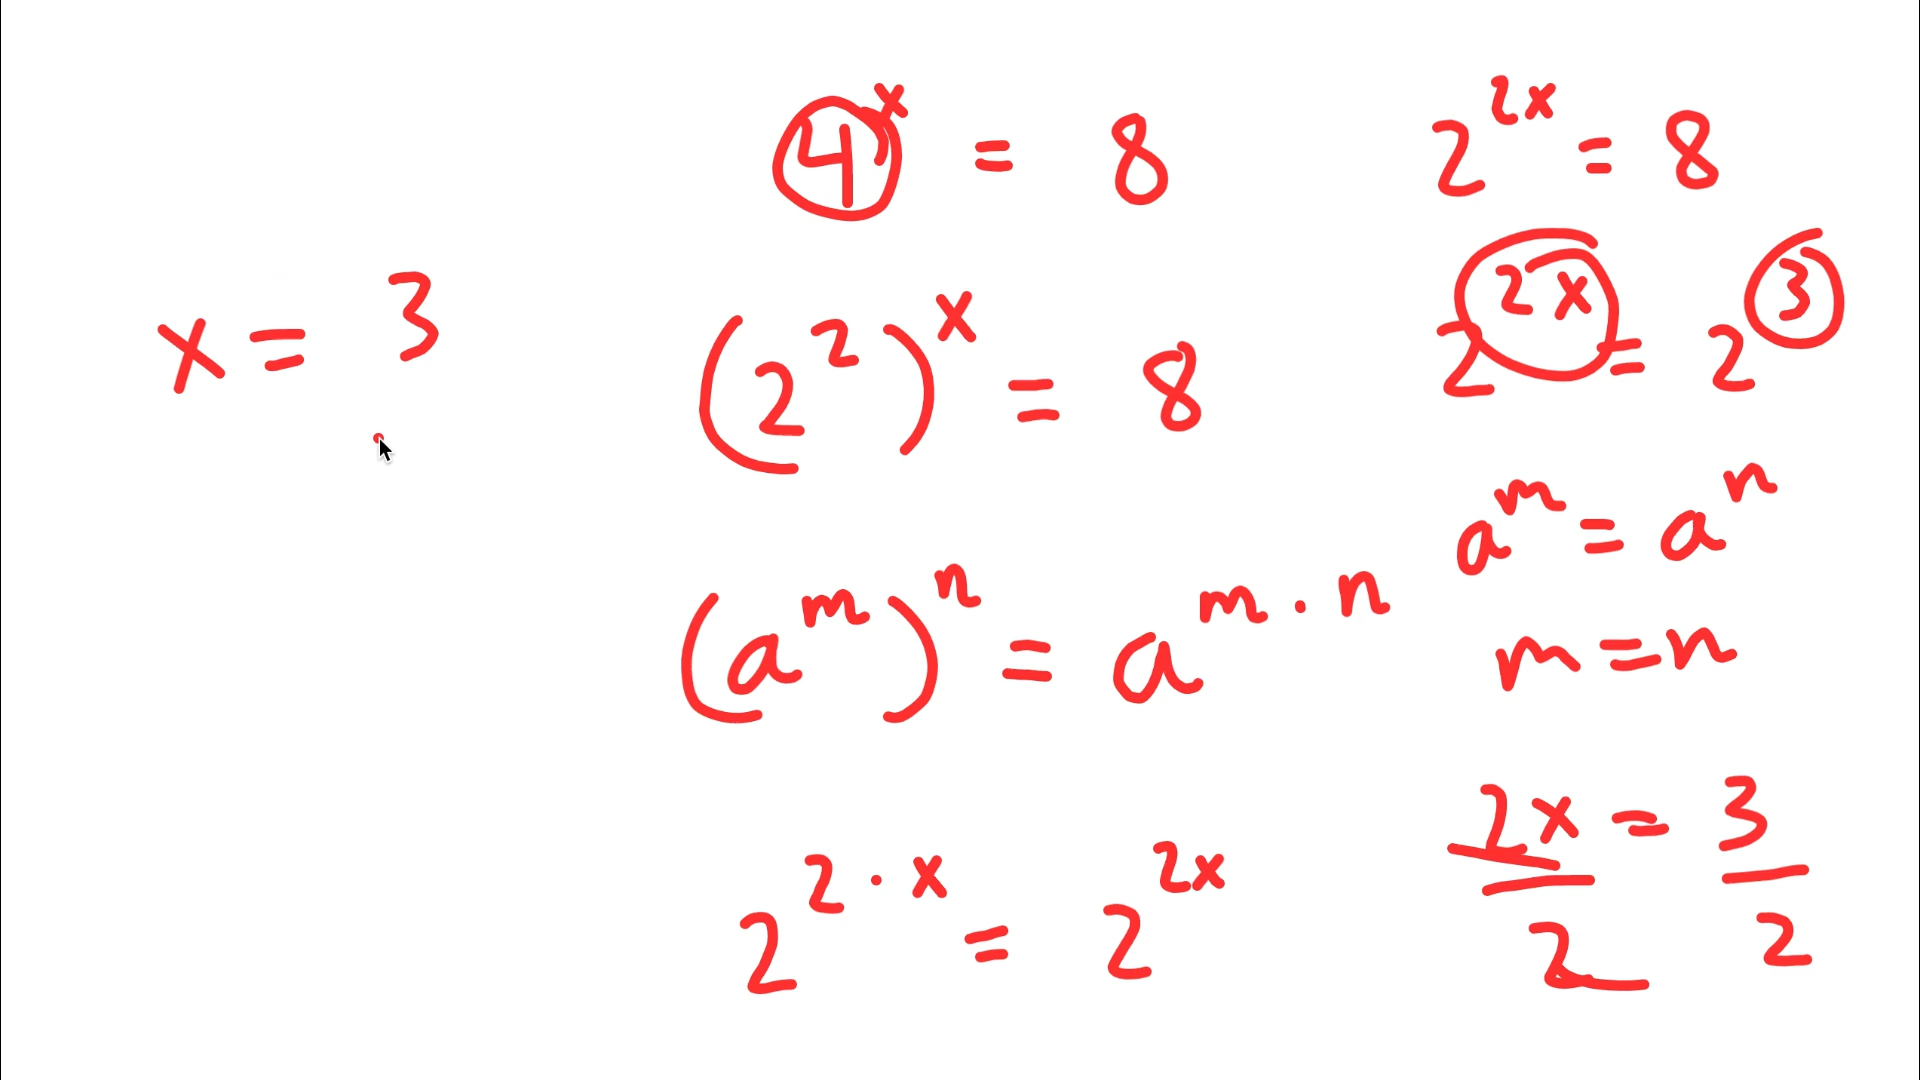 4^x = 8
(2^2)^x = 8
(a^m)^n = a^{m · n}
2^{2 · x} = 2^{2x}
2^{2x} = 8
2^{2x} = 2^3
a^m = a^n
m = n
2x/2 = 3/2
x = 3